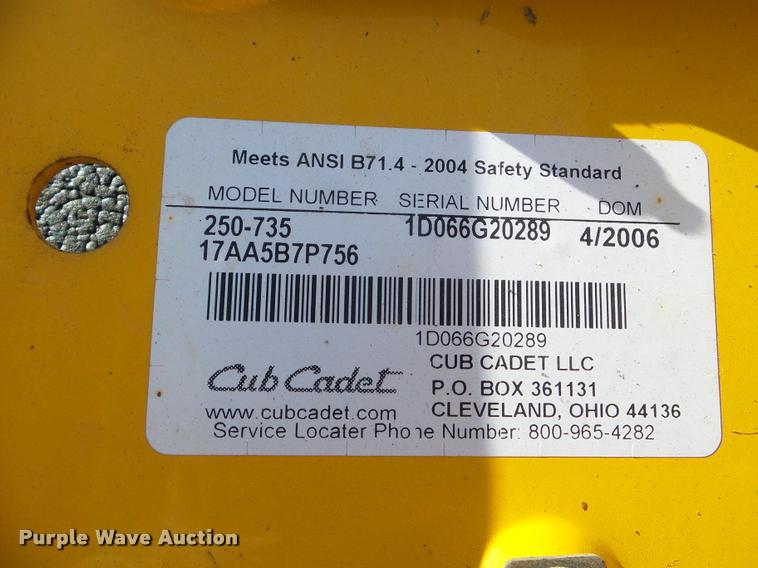 Meets ANSI B71.4 - 2004 Safety Standard
MODEL NUMBER SERIAL NUMBER DOM
250-735 1D066G20289 4/2006
17AA5B7P756
1D066G20289
Cub Cadet
CUB CADET LLC
P.O. BOX 361131
www.cubcadet.com CLEVELAND, OHIO 44136
Service Locater Phone Number: 800-965-4282
Purple Wave Auction®